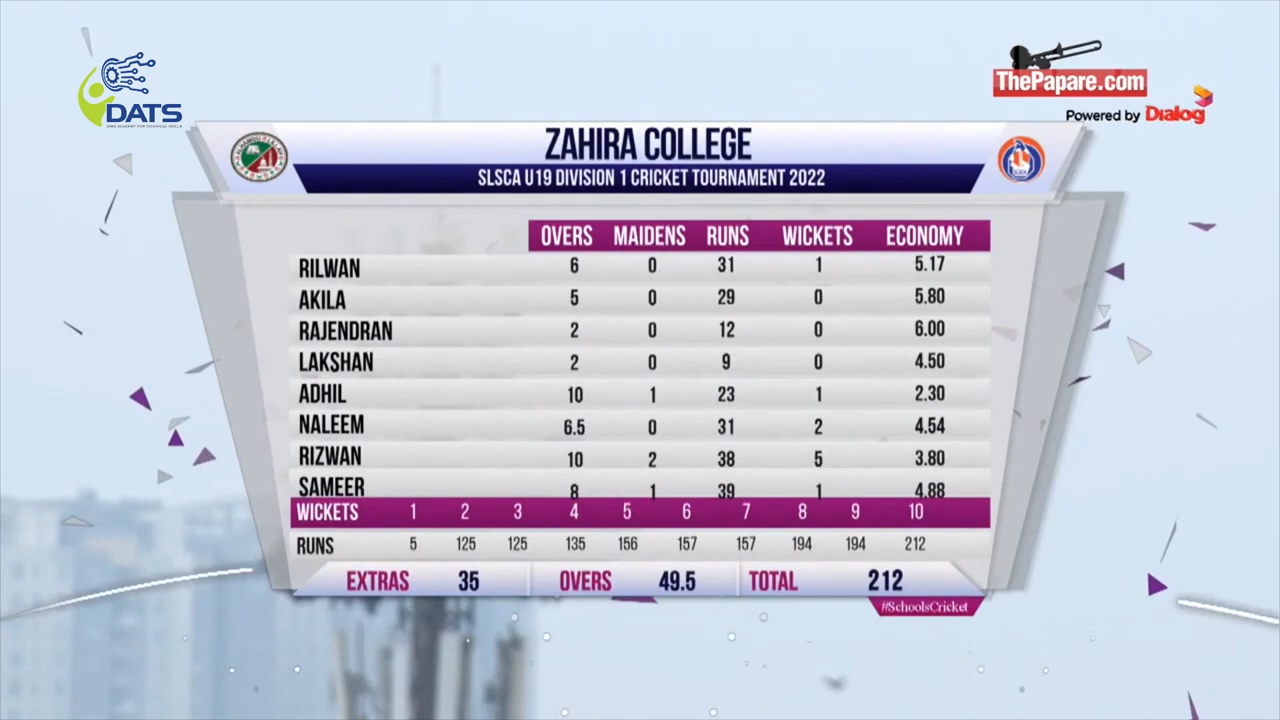 DATS
ThePapare.com
Powered by Dialog
ZAHIRA COLLEGE
SLSCA U19 DIVISION 1 CRICKET TOURNAMENT 2022
OVERS MAIDENS RUNS WICKETS ECONOMY
RILWAN 6 0 31 1 5.17
AKILA 5 0 29 0 5.80
RAJENDRAN 2 0 12 0 6.00
LAKSHAN 2 0 9 0 4.50
ADHIL 10 1 23 1 2.30
NALEEM 6.5 0 31 2 4.54
RIZWAN 10 2 38 5 3.80
SAMEER 8 1 39 1 4.88
WICKETS 1 2 3 4 5 6 7 8 9 10
RUNS 5 125 125 135 156 157 157 194 194 212
EXTRAS 35 OVERS 49.5 TOTAL 212
#SchoolsCricket